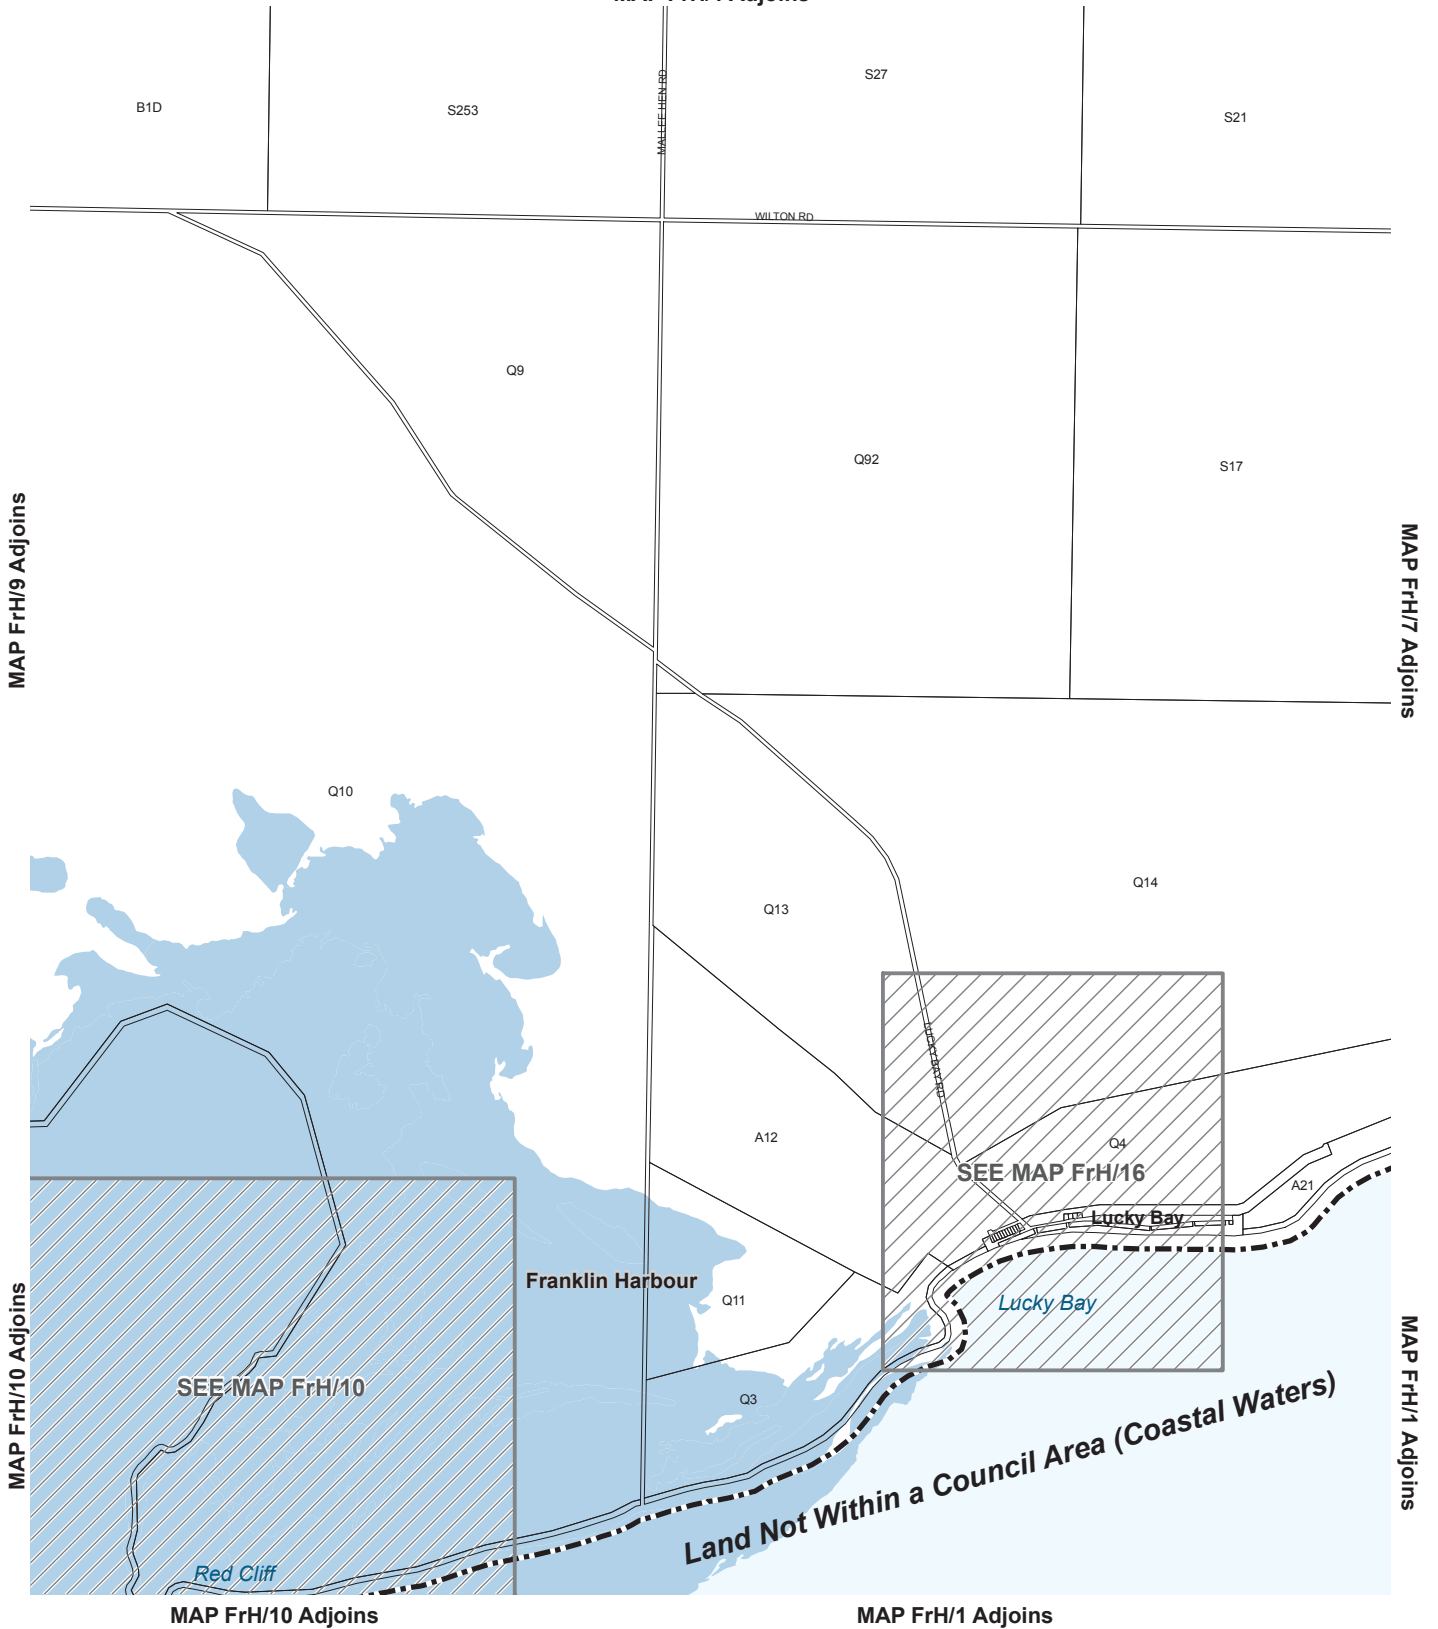 S27
B1D
S253
S21
MALLEE HEN RD
WILTON RD
Q9
Q92
S17
MAP FrH/9 Adjoins
MAP FrH/7 Adjoins
Q10
Q14
Q13
LUCKY BAY RD
A12
Q4
SEE MAP FrH/16
A21
Lucky Bay
Franklin Harbour
Q11
Lucky Bay
MAP FrH/10 Adjoins
MAP FrH/1 Adjoins
SEE MAP FrH/10
Q3
Land Not Within a Council Area (Coastal Waters)
Red Cliff
MAP FrH/10 Adjoins
MAP FrH/1 Adjoins